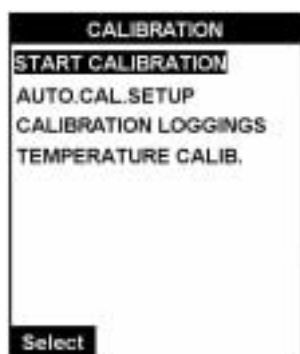 CALIBRATION
START CALIBRATION
AUTO.CAL.SETUP
CALIBRATION LOGGINGS
TEMPERATURE CALIB.
Select